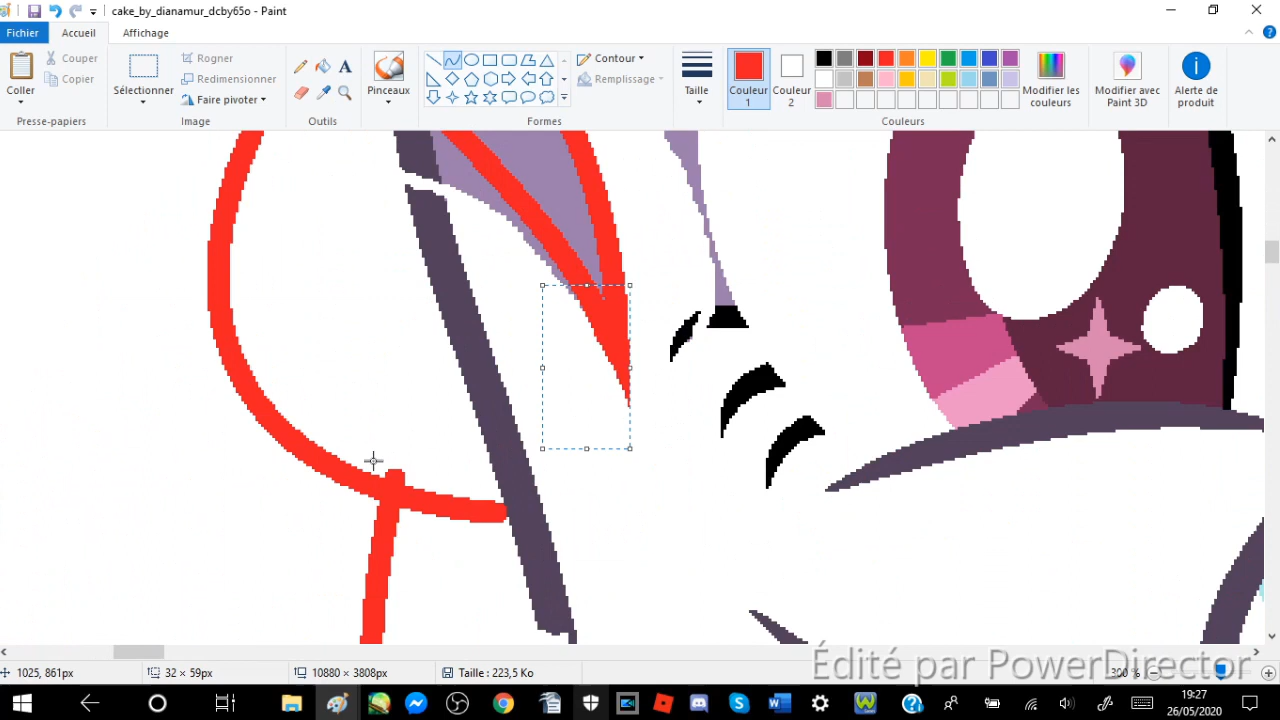 cake_by_dianamur_dcby65o - Paint
Fichier Accueil Affichage
Coller
Couper
Copier
Presse-papiers
Sélectionner
Rogner
Redimensionner
Faire pivoter
Image
Outils
Pinceaux
Contour
Remplissage
Formes
Taille
Couleur 1
Couleur 2
Couleurs
Modifier les couleurs
Modifier avec Paint 3D
Alerte de produit
Édité par PowerDirector
1025, 861px 32 × 59px 10880 × 3808px Taille : 223,5 Ko 300 %
19:27
26/05/2020